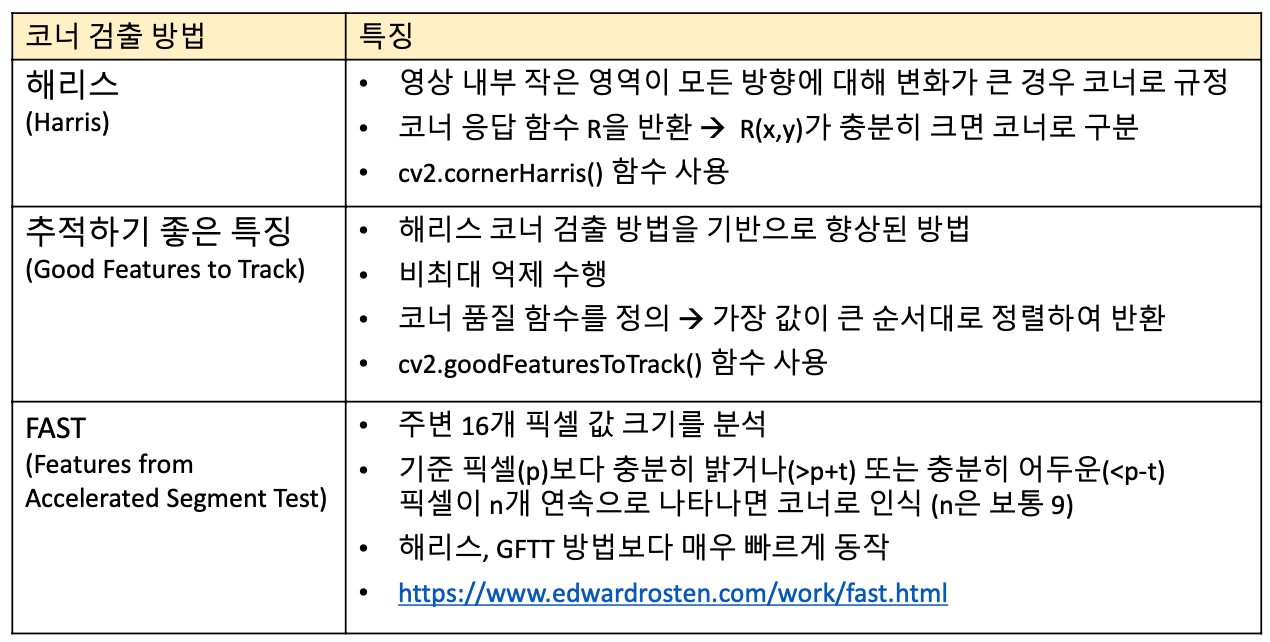 코너 검출 방법
특징
해리스
(Harris)
• 영상 내부 작은 영역이 모든 방향에 대해 변화가 큰 경우 코너로 규정
• 코너 응답 함수 R을 반환 → R(x,y)가 충분히 크면 코너로 구분
• cv2.cornerHarris() 함수 사용
추적하기 좋은 특징
(Good Features to Track)
• 해리스 코너 검출 방법을 기반으로 향상된 방법
• 비최대 억제 수행
• 코너 품질 함수를 정의 → 가장 값이 큰 순서대로 정렬하여 반환
• cv2.goodFeaturesToTrack() 함수 사용
FAST
(Features from
Accelerated Segment Test)
• 주변 16개 픽셀 값 크기를 분석
• 기준 픽셀(p)보다 충분히 밝거나(>p+t) 또는 충분히 어두운(<p-t)
픽셀이 n개 연속으로 나타나면 코너로 인식 (n은 보통 9)
• 해리스, GFTT 방법보다 매우 빠르게 동작
• https://www.edwardrosten.com/work/fast.html